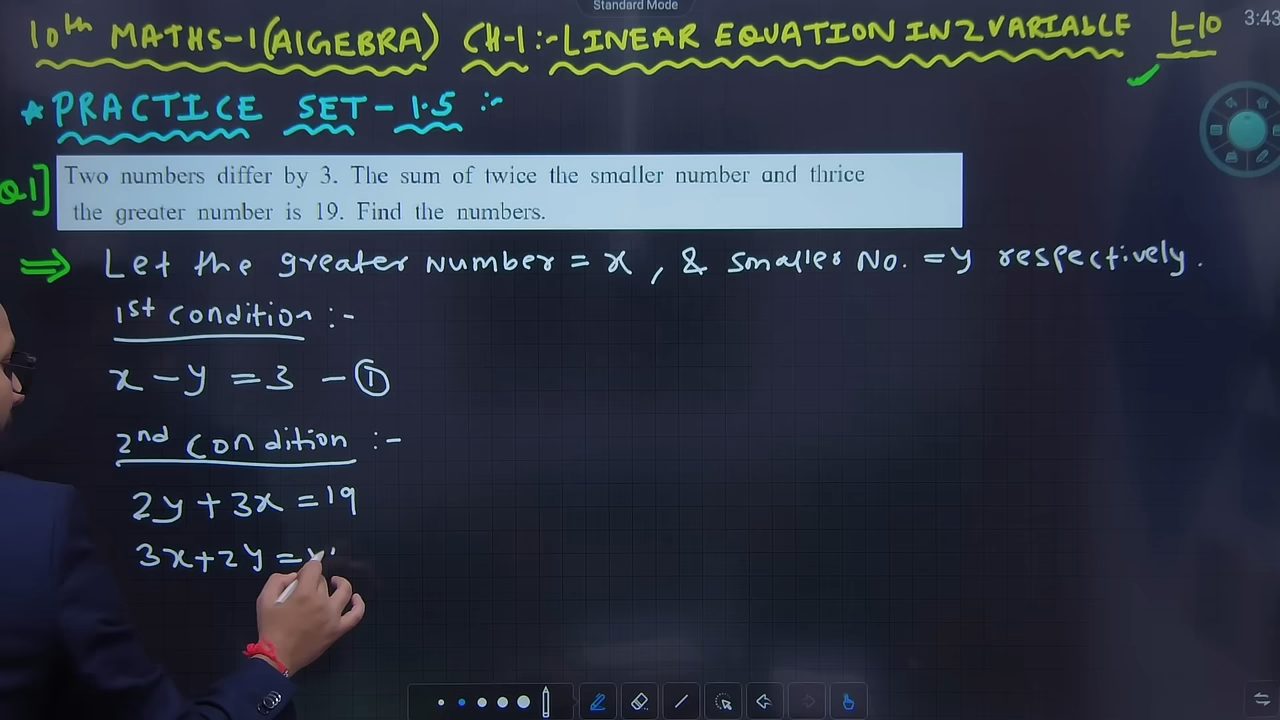 Standard Mode
10th MATHS-1(AlGEBRA) CH-1:-LINEAR EQUATION IN 2 VARIABLE L-10 3:43
* PRACTICE SET-1.5 :-
Q1] Two numbers differ by 3. The sum of twice the smaller number and thrice
the greater number is 19. Find the numbers.
⇒ Let the greater Number = x, & smaller No. = y respectively.
1st condition :-
x - y = 3 - ①
2nd condition :-
2y + 3x = 19
3x + 2y =